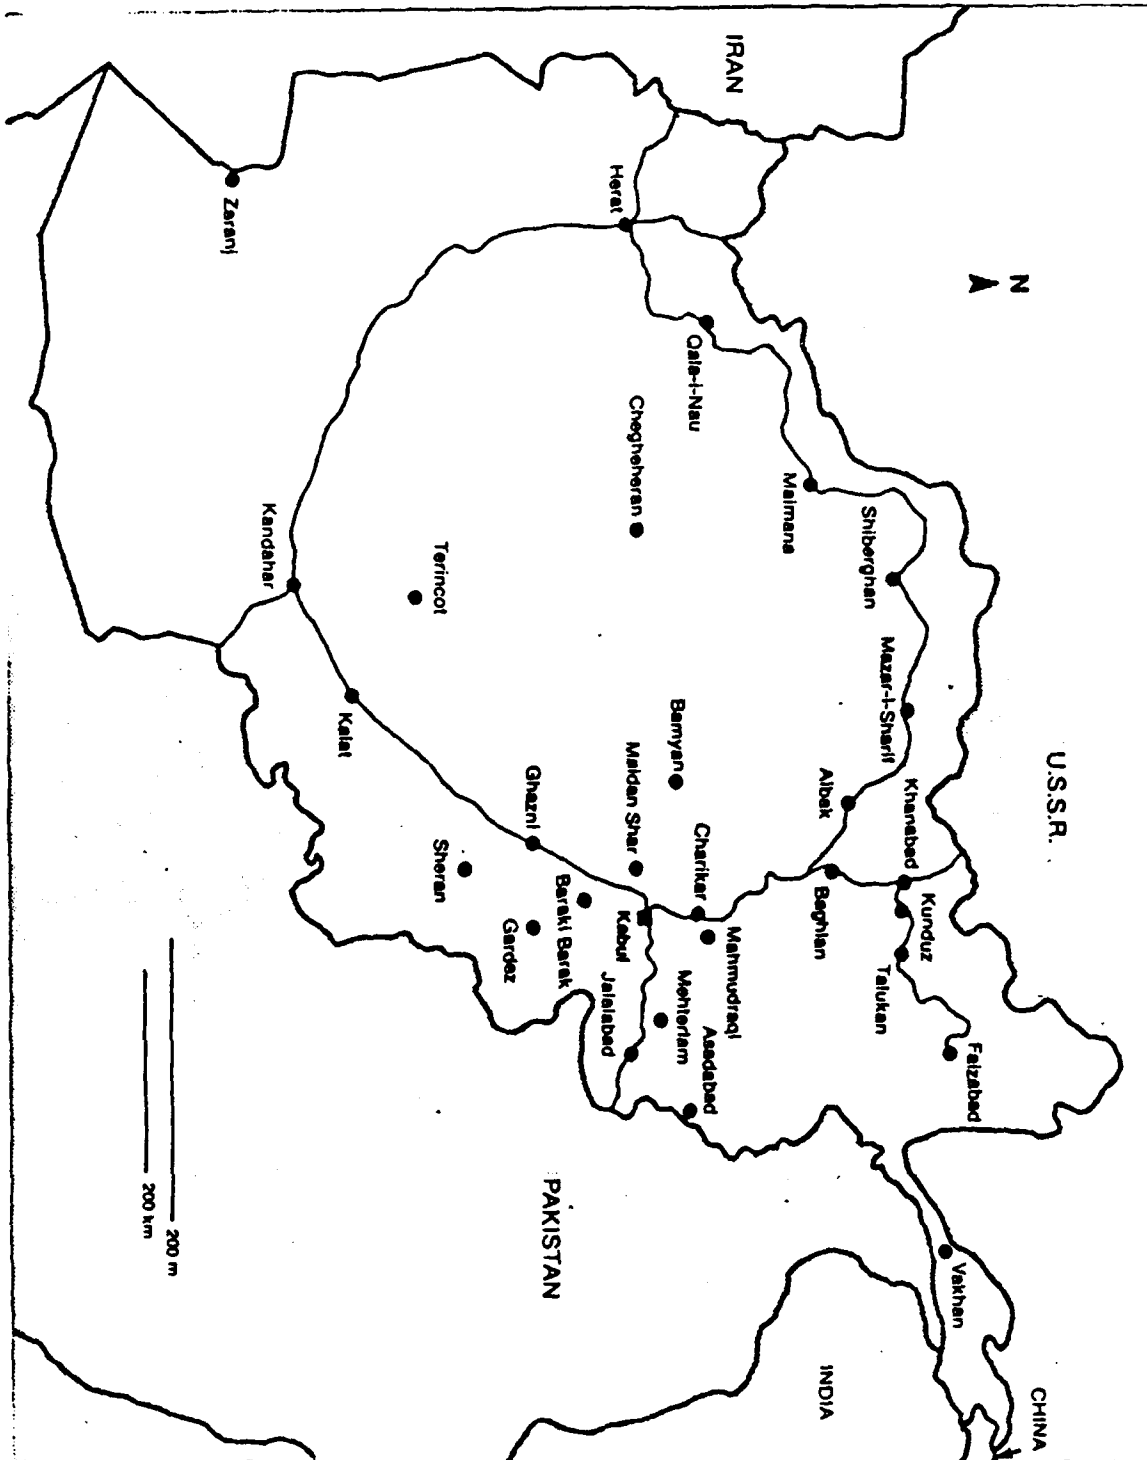 IRAN
N
U.S.S.R.
CHINA
INDIA
PAKISTAN
Herat
Zaranj
Qala-i-Nau
Chegheheran
Maimana
Shiberghan
Mazar-i-Sharif
Aibak
Khanabad
Kunduz
Talukan
Faizabad
Vakhan
Baghlan
Charikar
Mahmudraqi
Bamyan
Maidan Shar
Kabul
Mehterlam
Asadabad
Jalalabad
Baraki Barak
Gardez
Ghazni
Sheran
Terincot
Kandahar
Kalat
200 m
200 km